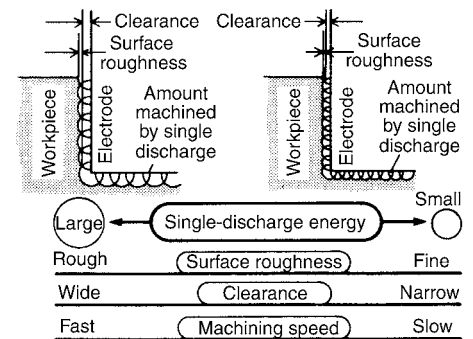 Clearance
Surface
roughness
Workpiece
Electrode
Amount
machined
by single
discharge
Clearance
Surface
roughness
Workpiece
Electrode
Amount
machined
by single
discharge
Large
Single-discharge energy
Small
Rough
Surface roughness
Fine
Wide
Clearance
Narrow
Fast
Machining speed
Slow